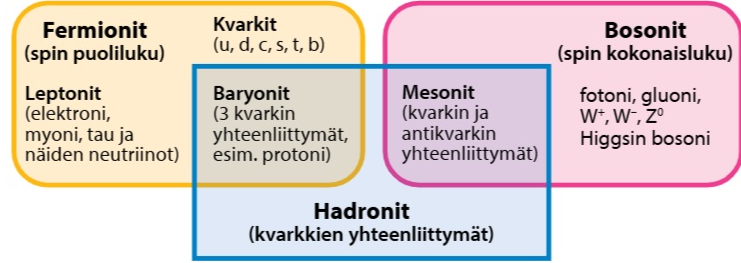 Fermionit
(spin puoliluku)
Kvarkit
(u, d, c, s, t, b)
Leptonit
(elektroni,
myoni, tau ja
näiden neutriinot)
Baryonit
(3 kvarkin
yhteenliittymät,
esim. protoni)
Mesonit
(kvarkin ja
antikvarkin
yhteenliittymät)
Bosonit
(spin kokonaisluku)
fotoni, gluoni,
W⁺, W⁻, Z⁰
Higgsin bosoni
Hadronit
(kvarkkien yhteenliittymät)